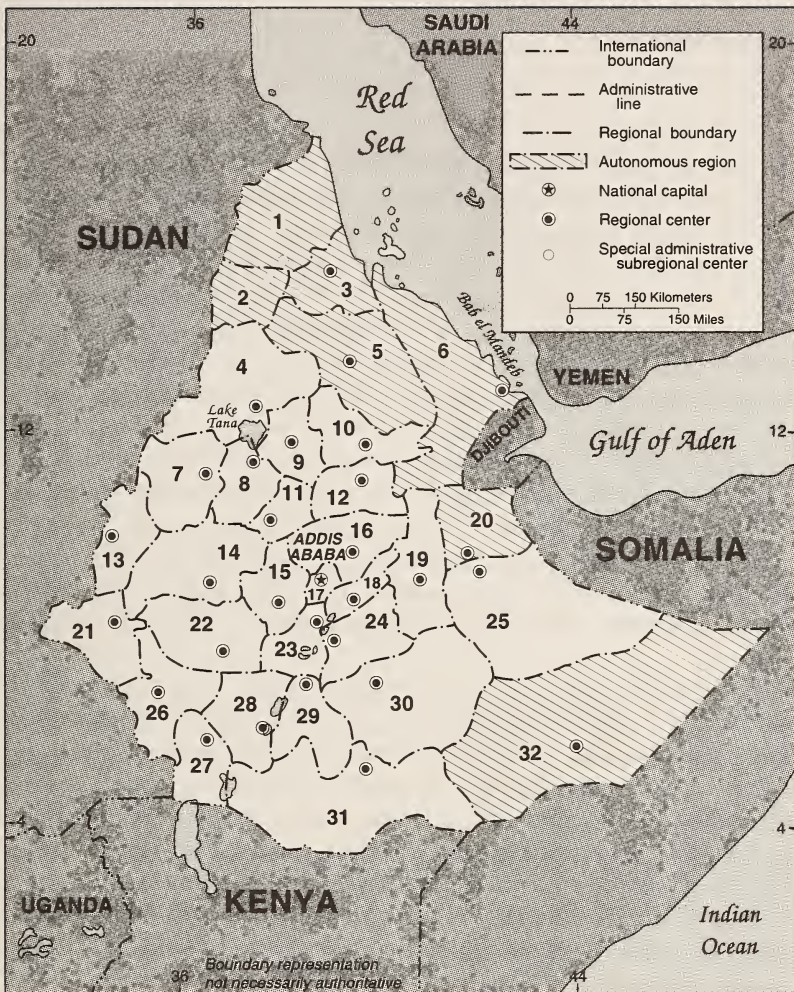 36
44
20
20
SAUDI
ARABIA
International
boundary
Administrative
line
Regional boundary
Autonomous region
National capital
Regional center
Special administrative
subregional center
0 75 150 Kilometers
0 75 150 Miles
Red
Sea
SUDAN
1
2
3
4
5
6
Bab el Mandeb
YEMEN
DJIBOUTI
Gulf of Aden
12
12
Lake
Tana
7
8
9
10
11
12
13
14
ADDIS
ABABA
15
16
17
18
19
20
SOMALIA
21
22
23
24
25
26
27
28
29
30
31
32
4
4
UGANDA
KENYA
Indian
Ocean
36
44
Boundary representation
not necessarily authoritative